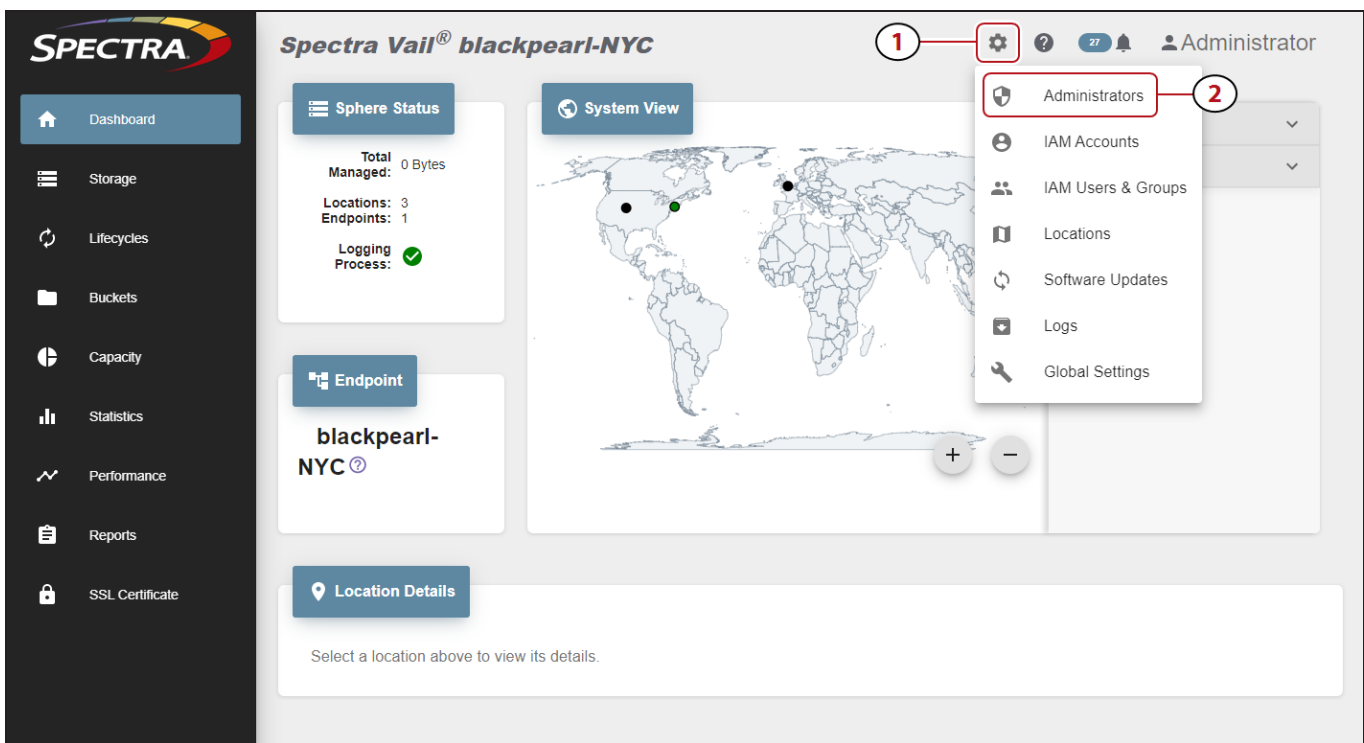 SPECTRA
Spectra Vail® blackpearl-NYC
1
27
Administrator
Dashboard
Storage
Lifecycles
Buckets
Capacity
Statistics
Performance
Reports
SSL Certificate
Sphere Status
Total Managed: 0 Bytes
Locations: 3
Endpoints: 1
Logging Process:
Endpoint
blackpearl-
NYC
System View
+
−
Administrators
2
IAM Accounts
IAM Users & Groups
Locations
Software Updates
Logs
Global Settings
Location Details
Select a location above to view its details.